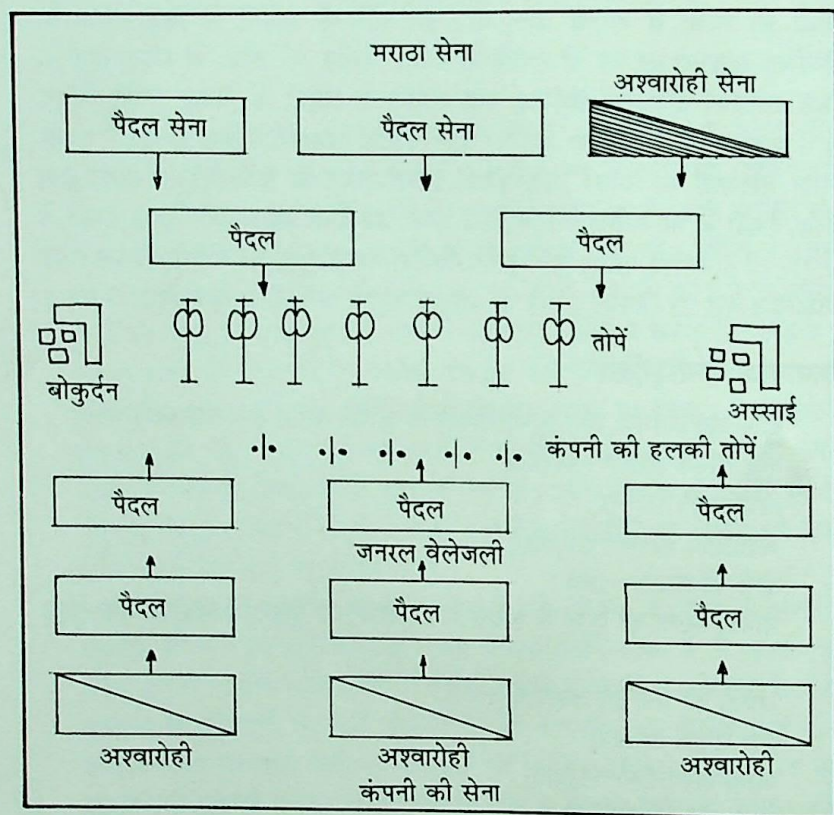 मराठा सेना
अश्वारोही सेना
पैदल सेना
पैदल सेना
पैदल
पैदल
तोपें
बोकुर्दन
अस्साई
कंपनी की हलकी तोपें
पैदल
पैदल
पैदल
जनरल वेलेजली
पैदल
पैदल
पैदल
अश्वारोही
अश्वारोही
अश्वारोही
कंपनी की सेना